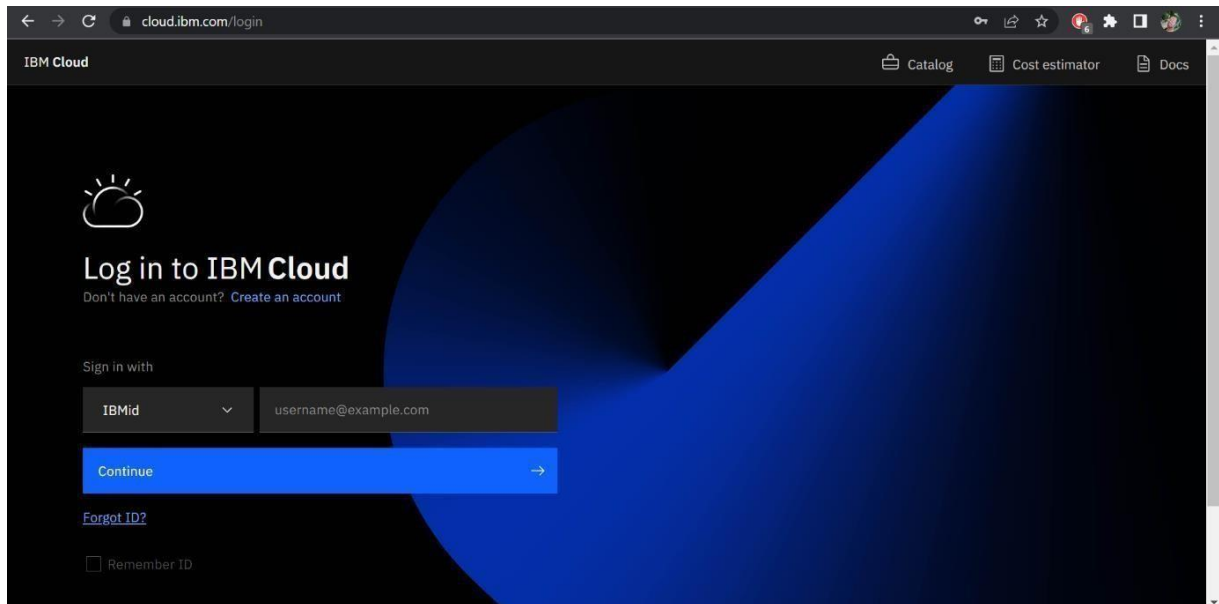 cloud.ibm.com/login
6
IBM Cloud
Catalog
Cost estimator
Docs
Log in to IBM Cloud
Don't have an account? Create an account
Sign in with
IBMid
username@example.com
Continue
Forgot ID?
Remember ID